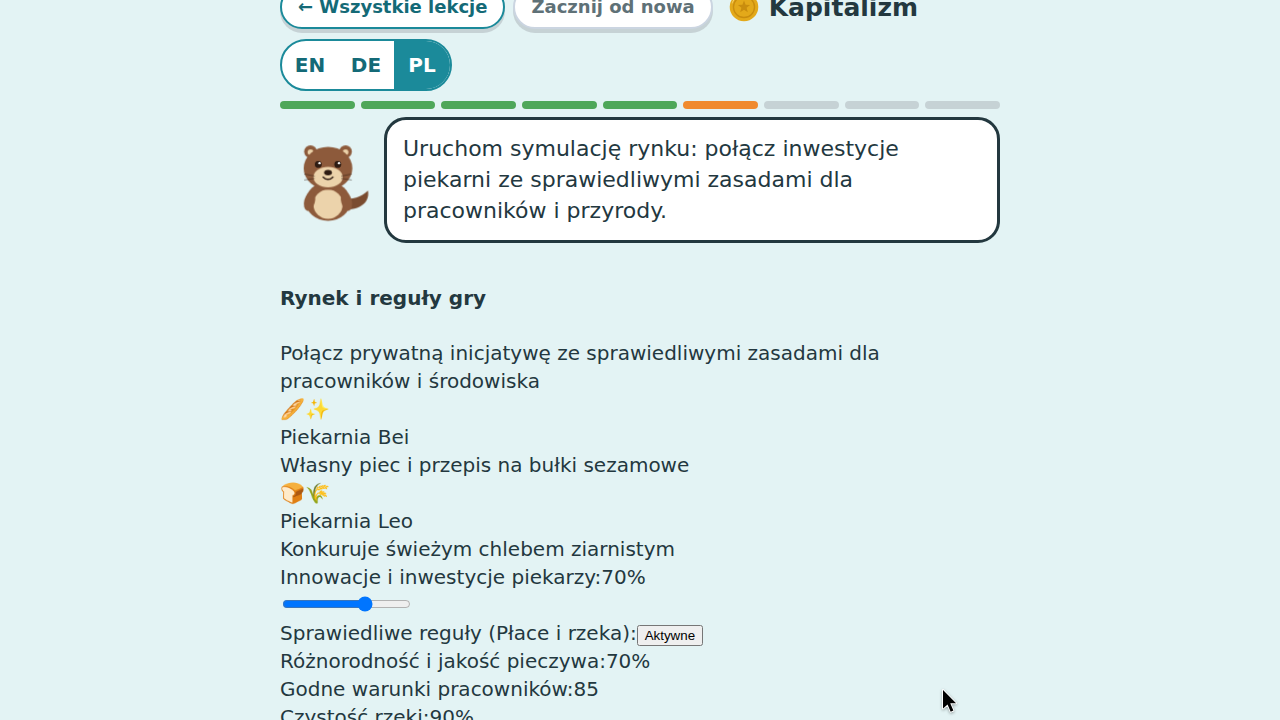 ← Wszystkie lekcje
Zacznij od nowa
Kapitalizm
EN DE PL
Uruchom symulację rynku: połącz inwestycje
piekarni ze sprawiedliwymi zasadami dla
pracowników i przyrody.
Rynek i reguły gry
Połącz prywatną inicjatywę ze sprawiedliwymi zasadami dla
pracowników i środowiska
Piekarnia Bei
Własny piec i przepis na bułki sezamowe
Piekarnia Leo
Konkuruje świeżym chlebem ziarnistym
Innowacje i inwestycje piekarzy:70%
Sprawiedliwe reguły (Płace i rzeka): Aktywne
Różnorodność i jakość pieczywa:70%
Godne warunki pracowników:85
Czystość rzeki:90%